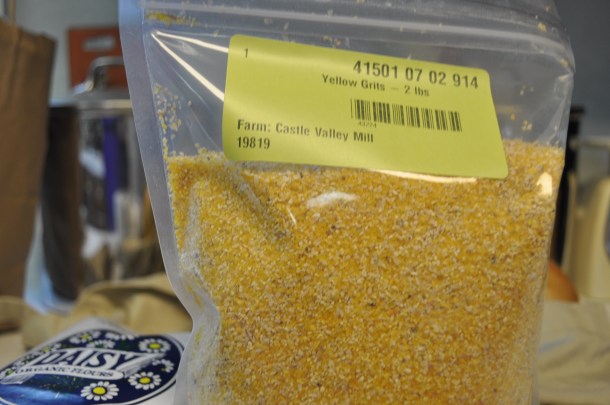 1
41501 07 02 914
Yellow Grits – 2 lbs
Farm: Castle Valley Mill
19819
DAISY
ORGANIC FLOURS